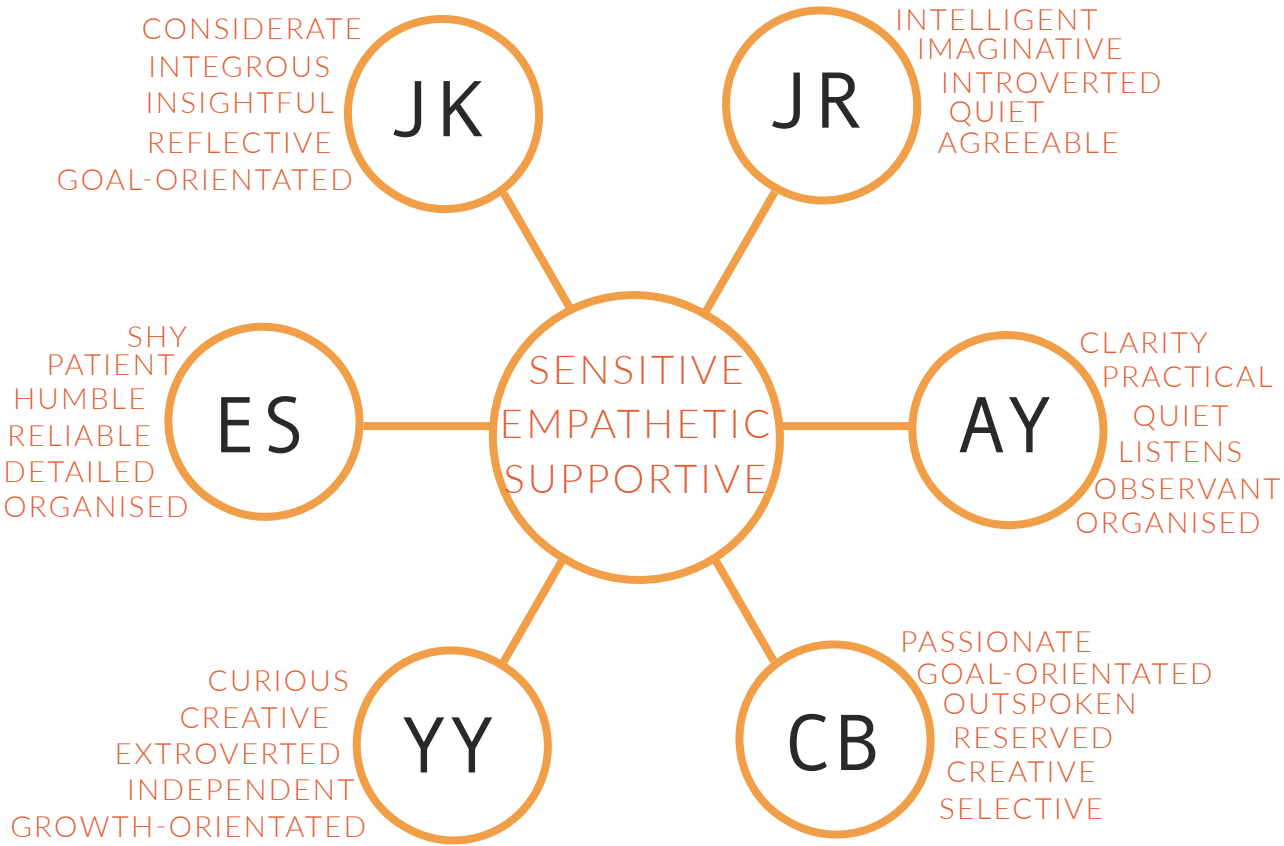 CONSIDERATE
INTEGROUS
INSIGHTFUL
REFLECTIVE
GOAL-ORIENTATED
JK
JR
INTELLIGENT
IMAGINATIVE
INTROVERTED
QUIET
AGREEABLE
SHY
PATIENT
HUMBLE
RELIABLE
DETAILED
ORGANISED
ES
SENSITIVE
EMPATHETIC
SUPPORTIVE
AY
CLARITY
PRACTICAL
QUIET
LISTENS
OBSERVANT
ORGANISED
CURIOUS
CREATIVE
EXTROVERTED
INDEPENDENT
GROWTH-ORIENTATED
YY
CB
PASSIONATE
GOAL-ORIENTATED
OUTSPOKEN
RESERVED
CREATIVE
SELECTIVE